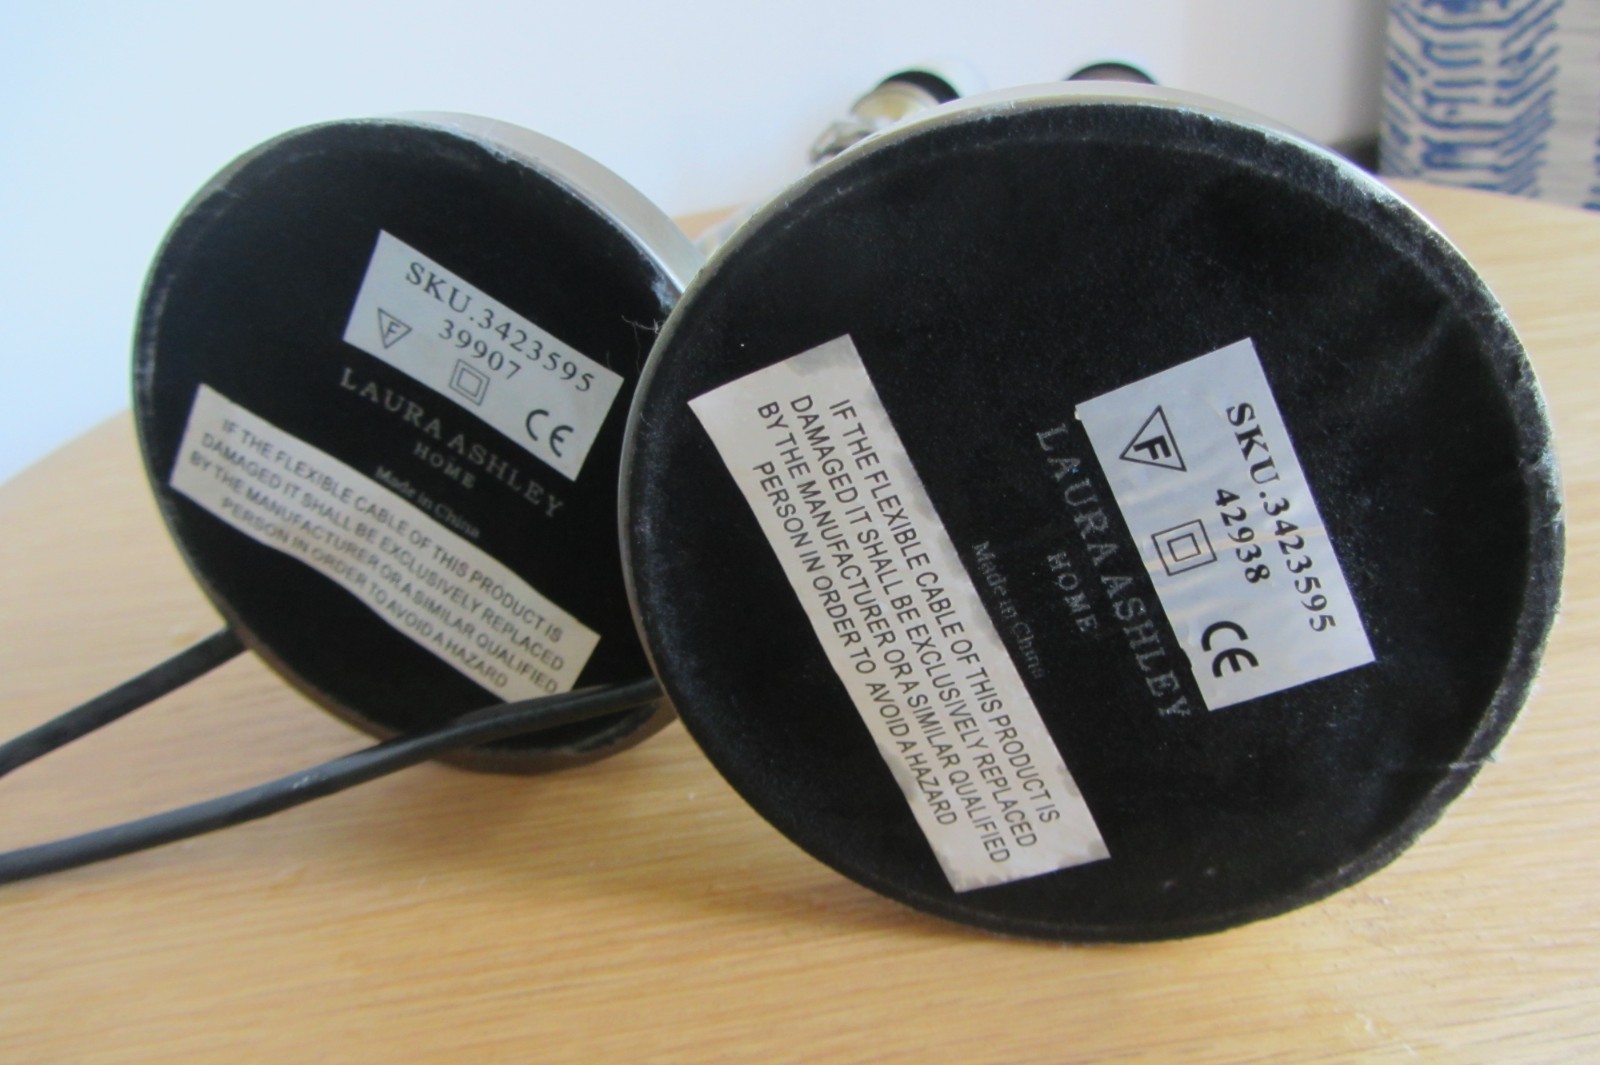 SKU.3423595
39907
F
CE
LAURA ASHLEY
HOME
Made in China
IF THE FLEXIBLE CABLE OF THIS PRODUCT IS
DAMAGED IT SHALL BE EXCLUSIVELY REPLACED
BY THE MANUFACTURER OR A SIMILAR QUALIFIED
PERSON IN ORDER TO AVOID A HAZARD
SKU.3423595
42938
F
CE
LAURA ASHLEY
HOME
Made in China
IF THE FLEXIBLE CABLE OF THIS PRODUCT IS
DAMAGED IT SHALL BE EXCLUSIVELY REPLACED
BY THE MANUFACTURER OR A SIMILAR QUALIFIED
PERSON IN ORDER TO AVOID A HAZARD